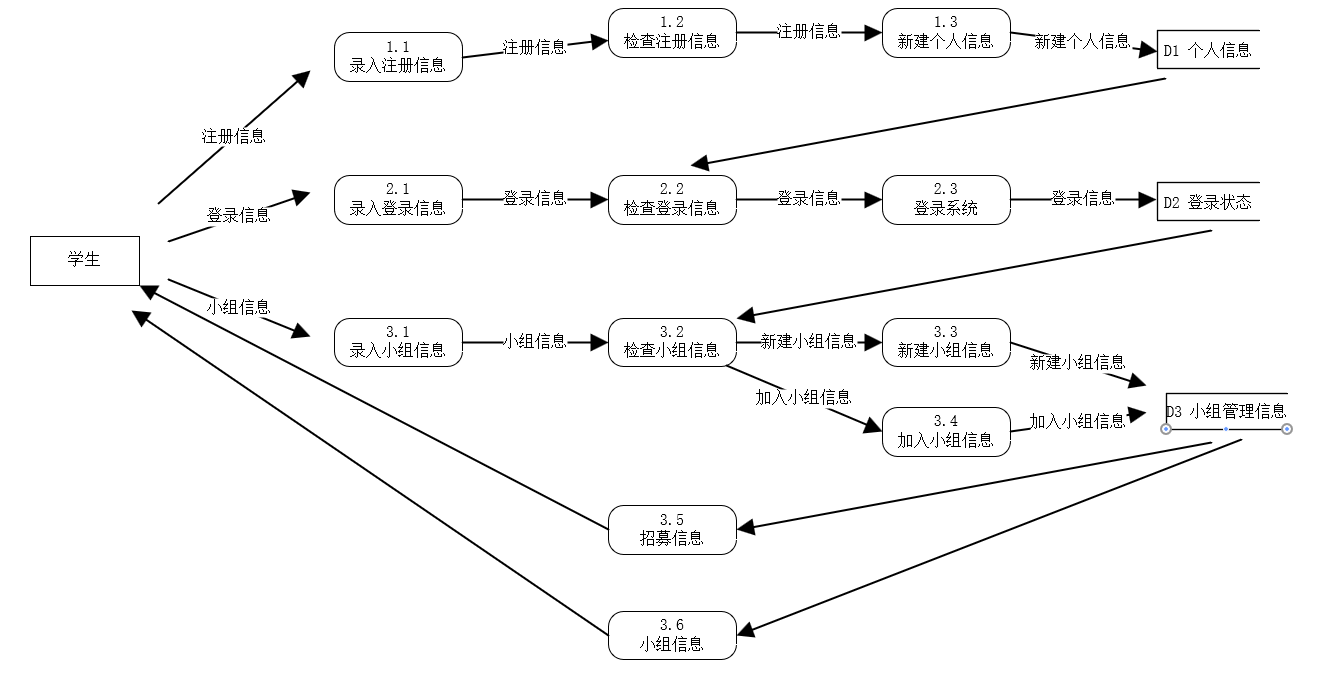 1.1
录入注册信息
注册信息
1.2
检查注册信息
注册信息
1.3
新建个人信息
新建个人信息
D1 个人信息
注册信息
登录信息
2.1
录入登录信息
登录信息
2.2
检查登录信息
登录信息
2.3
登录系统
登录信息
D2 登录状态
学生
小组信息
3.1
录入小组信息
小组信息
3.2
检查小组信息
新建小组信息
3.3
新建小组信息
新建小组信息
加入小组信息
3.4
加入小组信息
加入小组信息
D3 小组管理信息
3.5
招募信息
3.6
小组信息